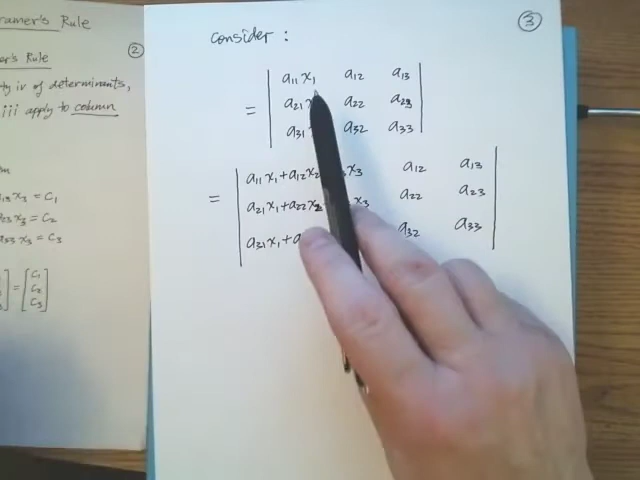 ramer's Rule
②
er's Rule
ty iv of determinants,
iii apply to column
m
13 x3 = C1
23 x3 = C2
a33 x3 = C3
] = [C1
C2
C3]
③
consider :
= | a11 x1 a12 a13 |
| a21 a22 a23 |
| a31 a32 a33 |
= | a11 x1 + a12 x2 x3 a12 a13 |
| a21 x1 + a22 x2 x3 a22 a23 |
| a31 x1 + a a32 a33 |